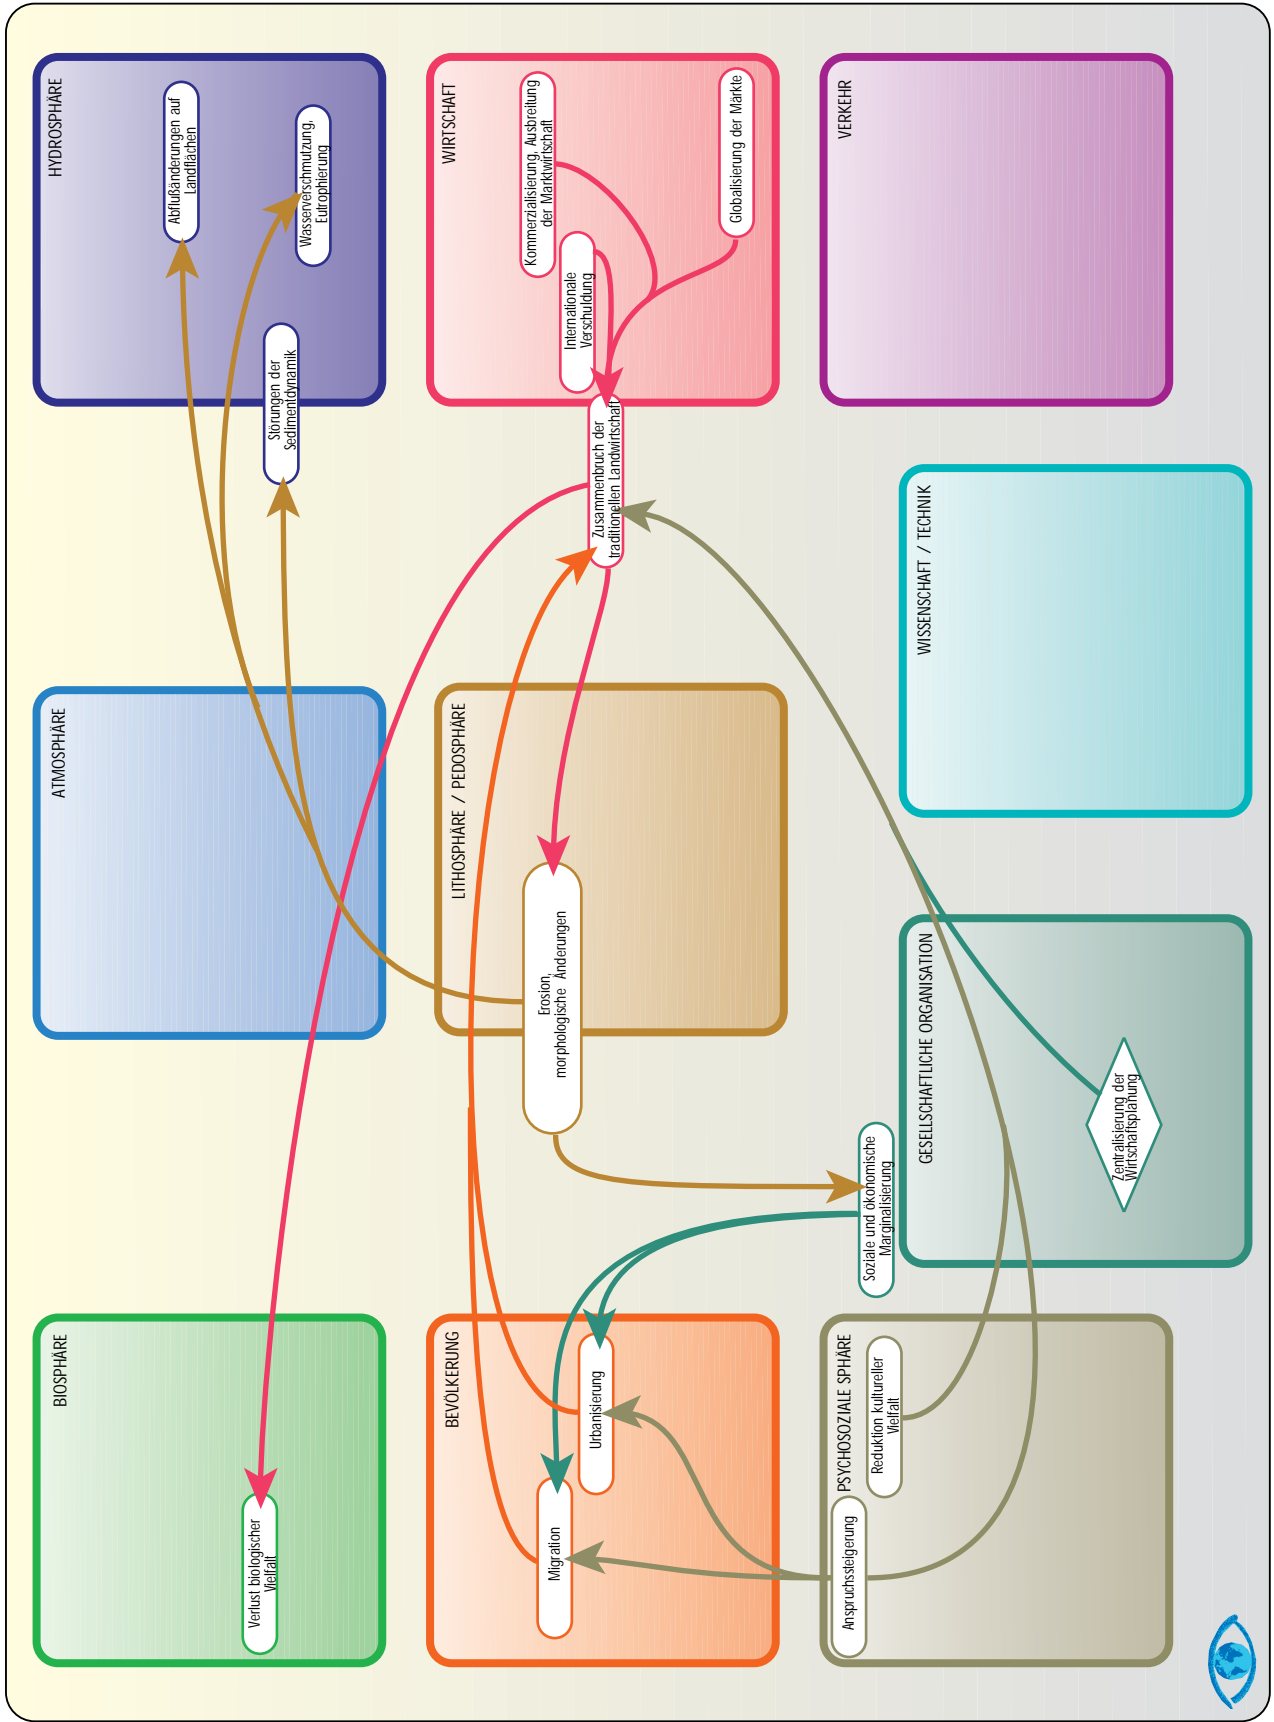 BIOSPHÄRE
Verlust biologischer
Vielfalt
ATMOSPHÄRE
HYDROSPHÄRE
Abflußänderungen auf
Landflächen
Wasserverschmutzung,
Eutrophierung
Störungen der
Sedimentdynamik
BEVÖLKERUNG
Migration
Urbanisierung
LITHOSPHÄRE / PEDOSPHÄRE
Erosion,
morphologische Änderungen
WIRTSCHAFT
Kommerzialisierung, Ausbreitung
der Marktwirtschaft
Internationale
Verschuldung
Zusammenbruch der
traditionellen Landwirtschaft
Globalisierung der Märkte
PSYCHOSOZIALE SPHÄRE
Anspruchssteigerung
Reduktion kultureller
Vielfalt
Soziale und ökonomische
Marginalisierung
GESELLSCHAFTLICHE ORGANISATION
Zentralisierung der
Wirtschaftsplanung
WISSENSCHAFT / TECHNIK
VERKEHR